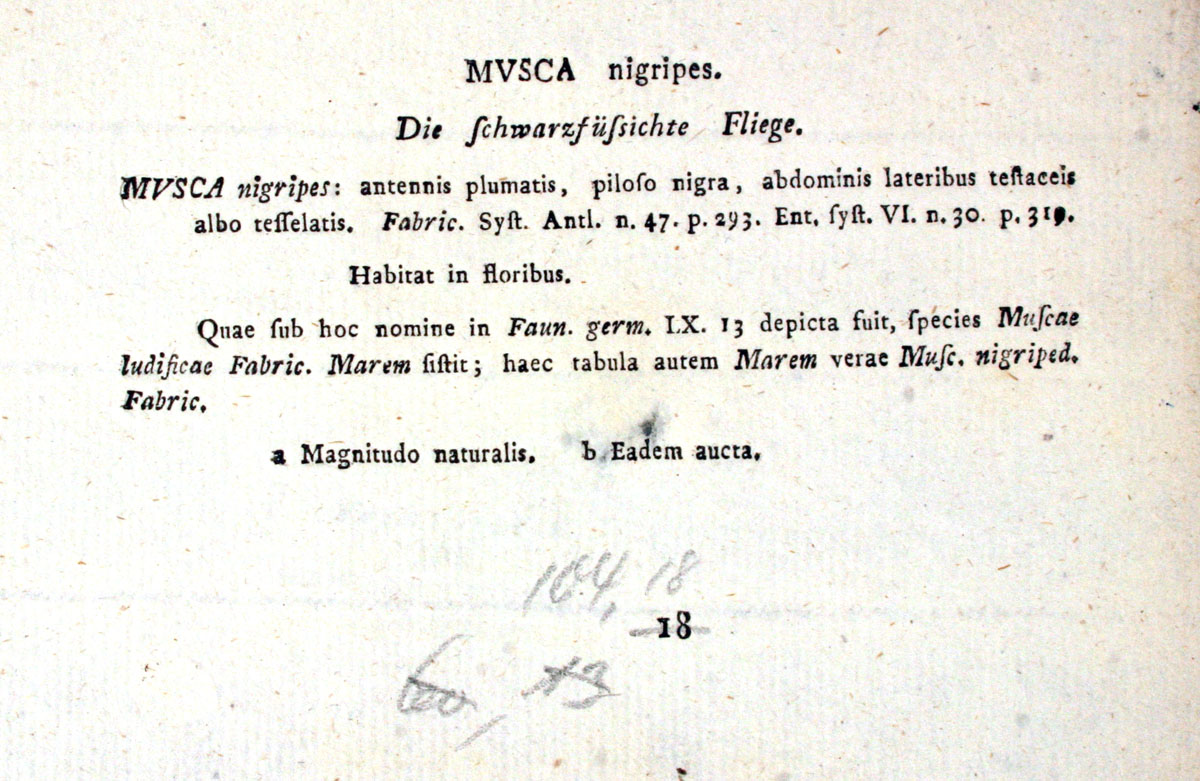 MVSCA nigripes.
Die ſchwarzfüſsichte Fliege.
MVSCA nigripes: antennis plumatis, piloſo nigra, abdominis lateribus teſtaceis
albo teſſelatis. Fabric. Syſt. Antl. n. 47. p. 293. Ent. ſyſt. VI. n. 30. p. 319.
Habitat in floribus.
Quae ſub hoc nomine in Faun. germ. LX. 13 depicta fuit, ſpecies Muſcae
ludificae Fabric. Marem ſiſtit; haec tabula autem Marem verae Muſc. nigriped.
Fabric.
a Magnitudo naturalis. b Eadem aucta.
104, 18
18
13